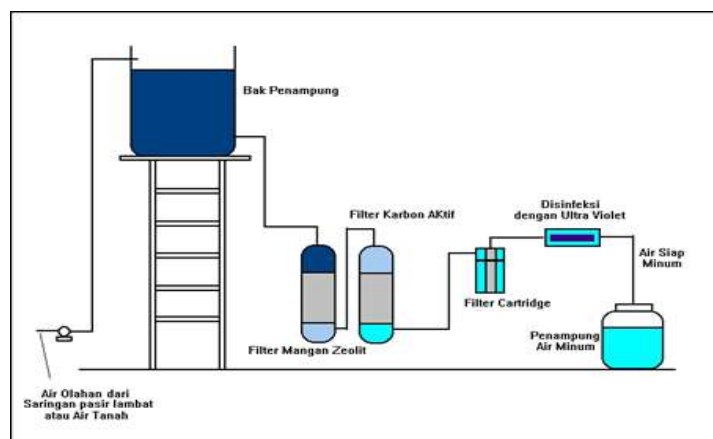 Bak Penampung
Filter Karbon AKtif
Disinfeksi
dengan Ultra Violet
Air Siap
Minum
Filter Cartridge
Filter Mangan Zeolit
Penampung
Air Minum
Air Olahan dari
Saringan pasir lambat
atau Air Tanah